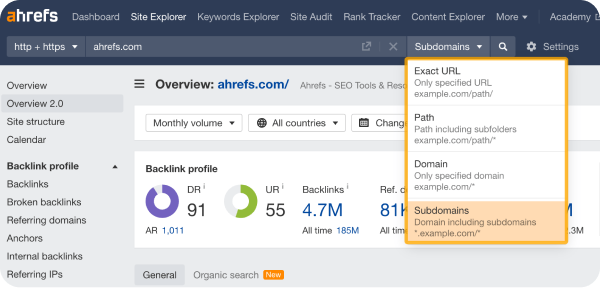 ahrefs Dashboard Site Explorer Keywords Explorer Site Audit Rank Tracker Content Explorer More Academy
http + https ahrefs.com Subdomains Settings
Overview
Overview 2.0
Site structure
Calendar
Backlink profile
Backlinks
Broken backlinks
Referring domains
Anchors
Internal backlinks
Referring IPs
Overview: ahrefs.com/ Ahrefs - SEO Tools &
Monthly volume All countries
Backlink profile
DR i UR i Backlinks i Ref.
91 55 4.7M
AR 1,011 All time 185M All time
General Organic search New
Exact URL
Only specified URL
example.com/path/
Path
Path including subfolders
example.com/path/*
Domain
Only specified domain
example.com/*
Subdomains
Domain including subdomains
*.example.com/*